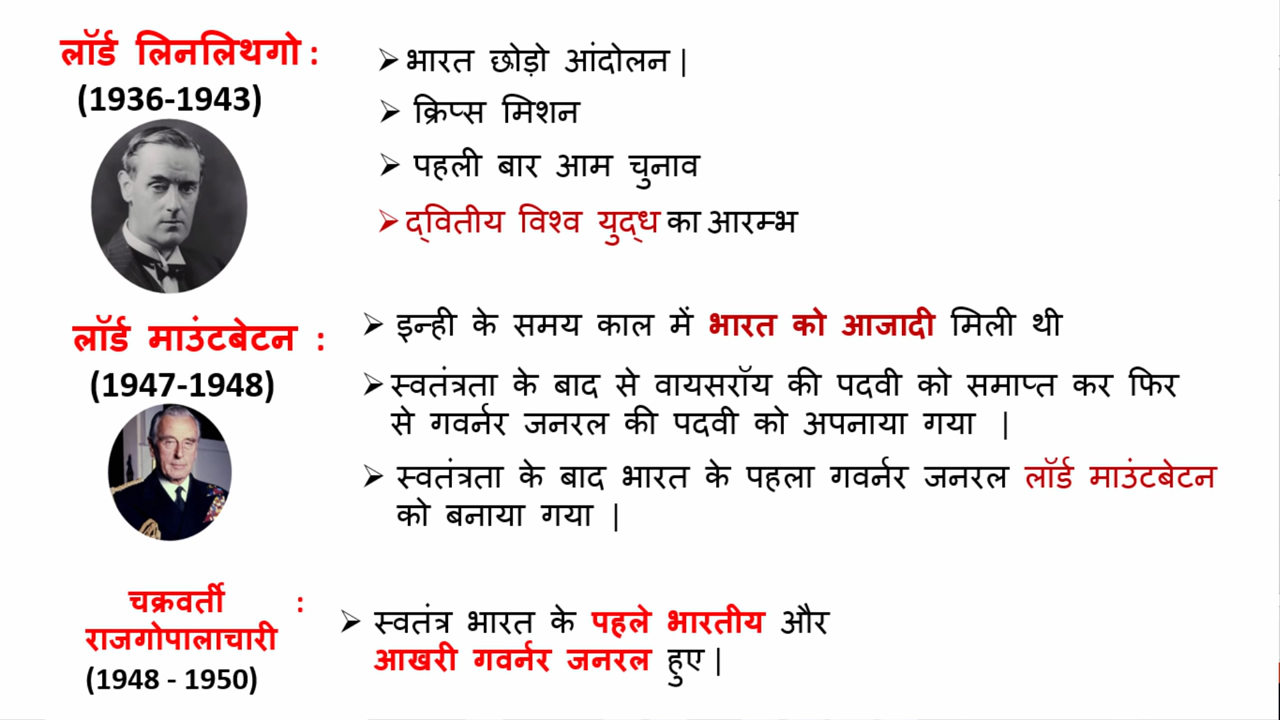 लॉर्ड लिनलिथगो :
(1936-1943)
➢ भारत छोड़ो आंदोलन |
➢ क्रिप्स मिशन
➢ पहली बार आम चुनाव
➢ द्वितीय विश्व युद्ध का आरम्भ
लॉर्ड माउंटबेटन :
(1947-1948)
➢ इन्ही के समय काल में भारत को आजादी मिली थी
➢ स्वतंत्रता के बाद से वायसरॉय की पदवी को समाप्त कर फिर
से गवर्नर जनरल की पदवी को अपनाया गया |
➢ स्वतंत्रता के बाद भारत के पहला गवर्नर जनरल लॉर्ड माउंटबेटन
को बनाया गया |
चक्रवर्ती :
राजगोपालाचारी
(1948 - 1950)
➢ स्वतंत्र भारत के पहले भारतीय और
आखरी गवर्नर जनरल हुए |